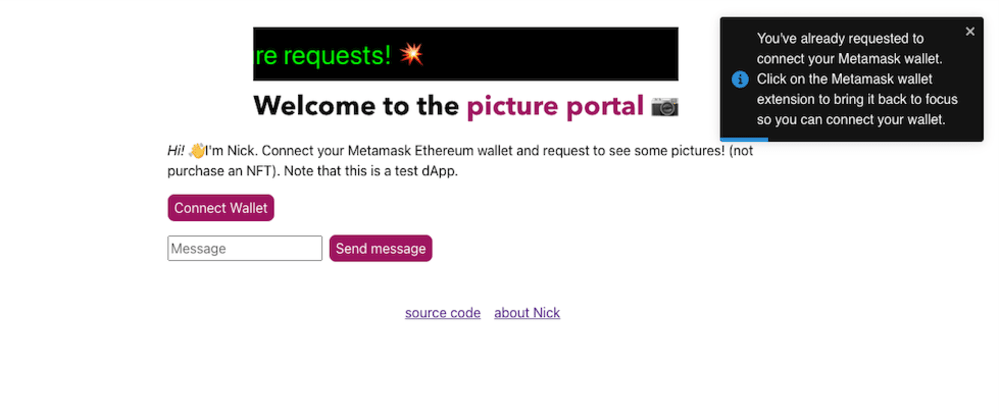 re requests! 💥
Welcome to the picture portal 📷
Hi! 👋I'm Nick. Connect your Metamask Ethereum wallet and request to see some pictures! (not
purchase an NFT). Note that this is a test dApp.
Connect Wallet
Message Send message
source code about Nick
You've already requested to
connect your Metamask wallet.
Click on the Metamask wallet
extension to bring it back to focus
so you can connect your wallet.